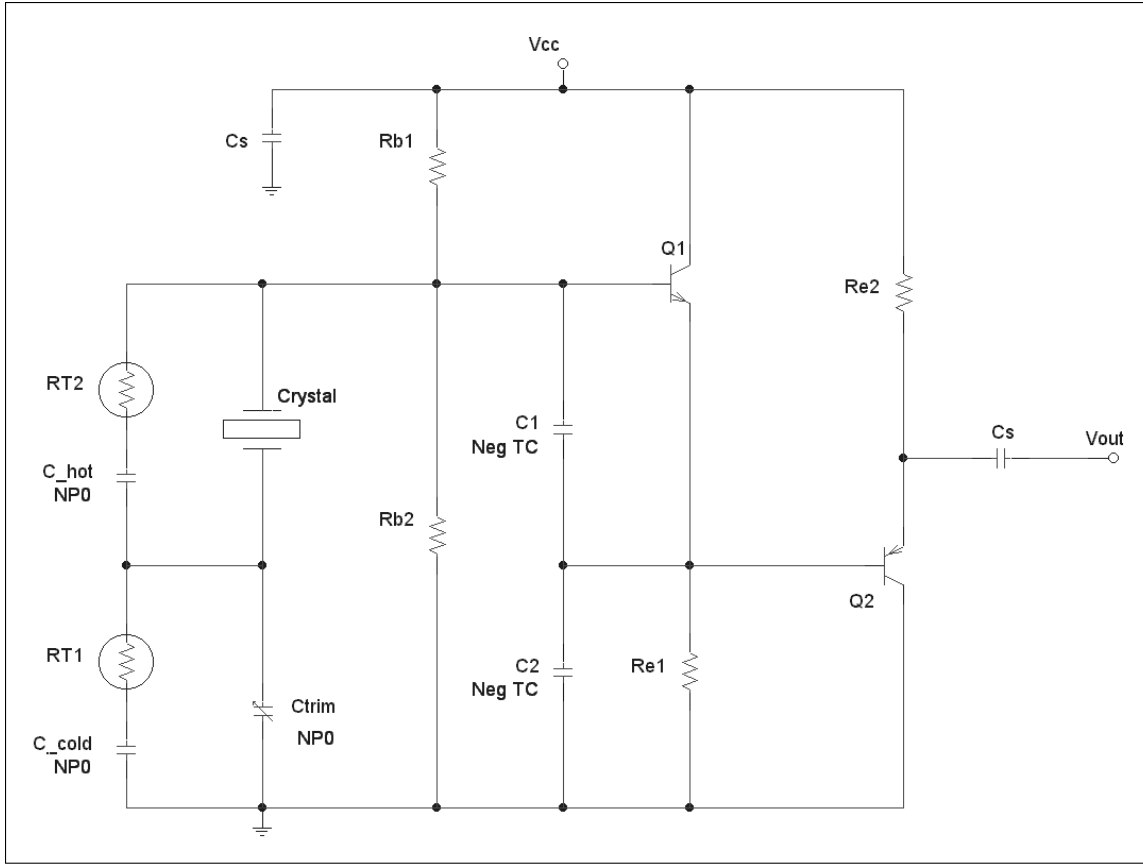 Vcc
Cs
Rb1
Q1
Re2
RT2
Crystal
C1
Neg TC
Cs
Vout
C_hot
NP0
Rb2
Q2
RT1
C2
Neg TC
Re1
Ctrim
NP0
C_cold
NP0